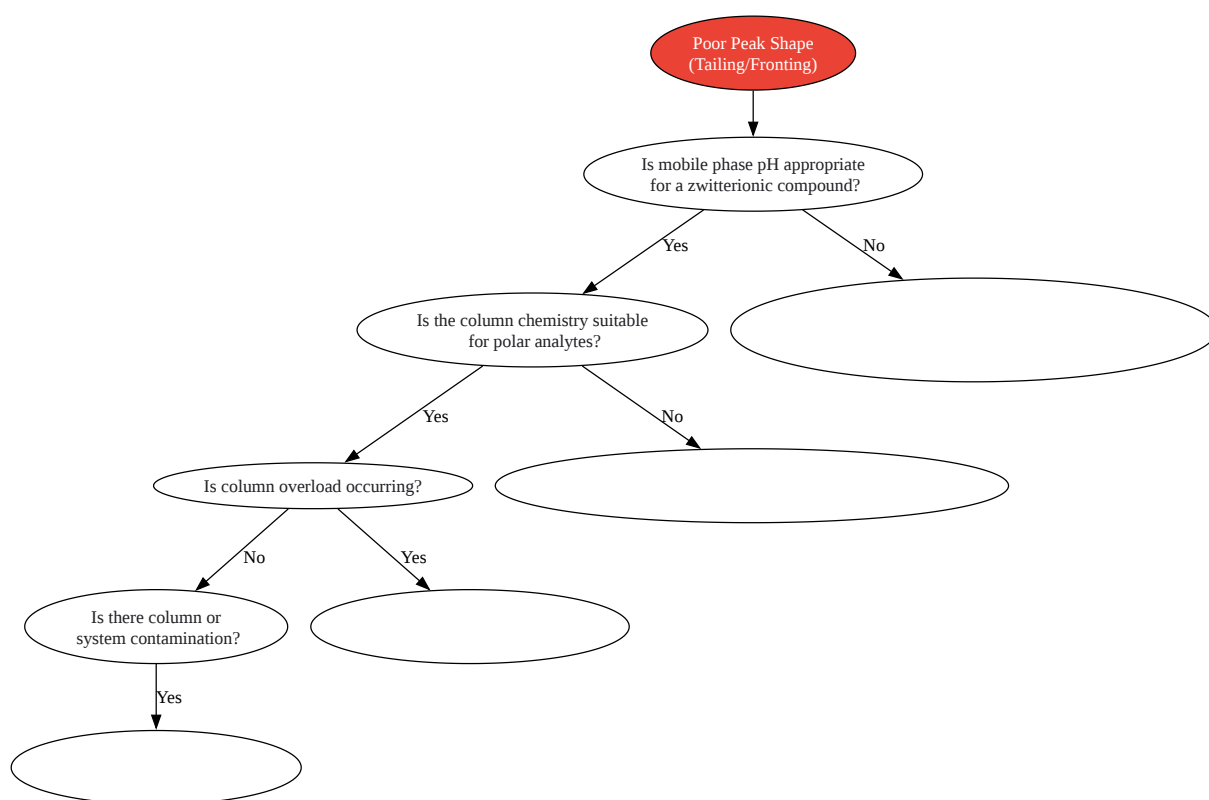 Poor Peak Shape
(Tailing/Fronting)
Is mobile phase pH appropriate
for a zwitterionic compound?
Yes
No
Is the column chemistry suitable
for polar analytes?
Yes
No
Is column overload occurring?
No
Yes
Is there column or
system contamination?
Yes